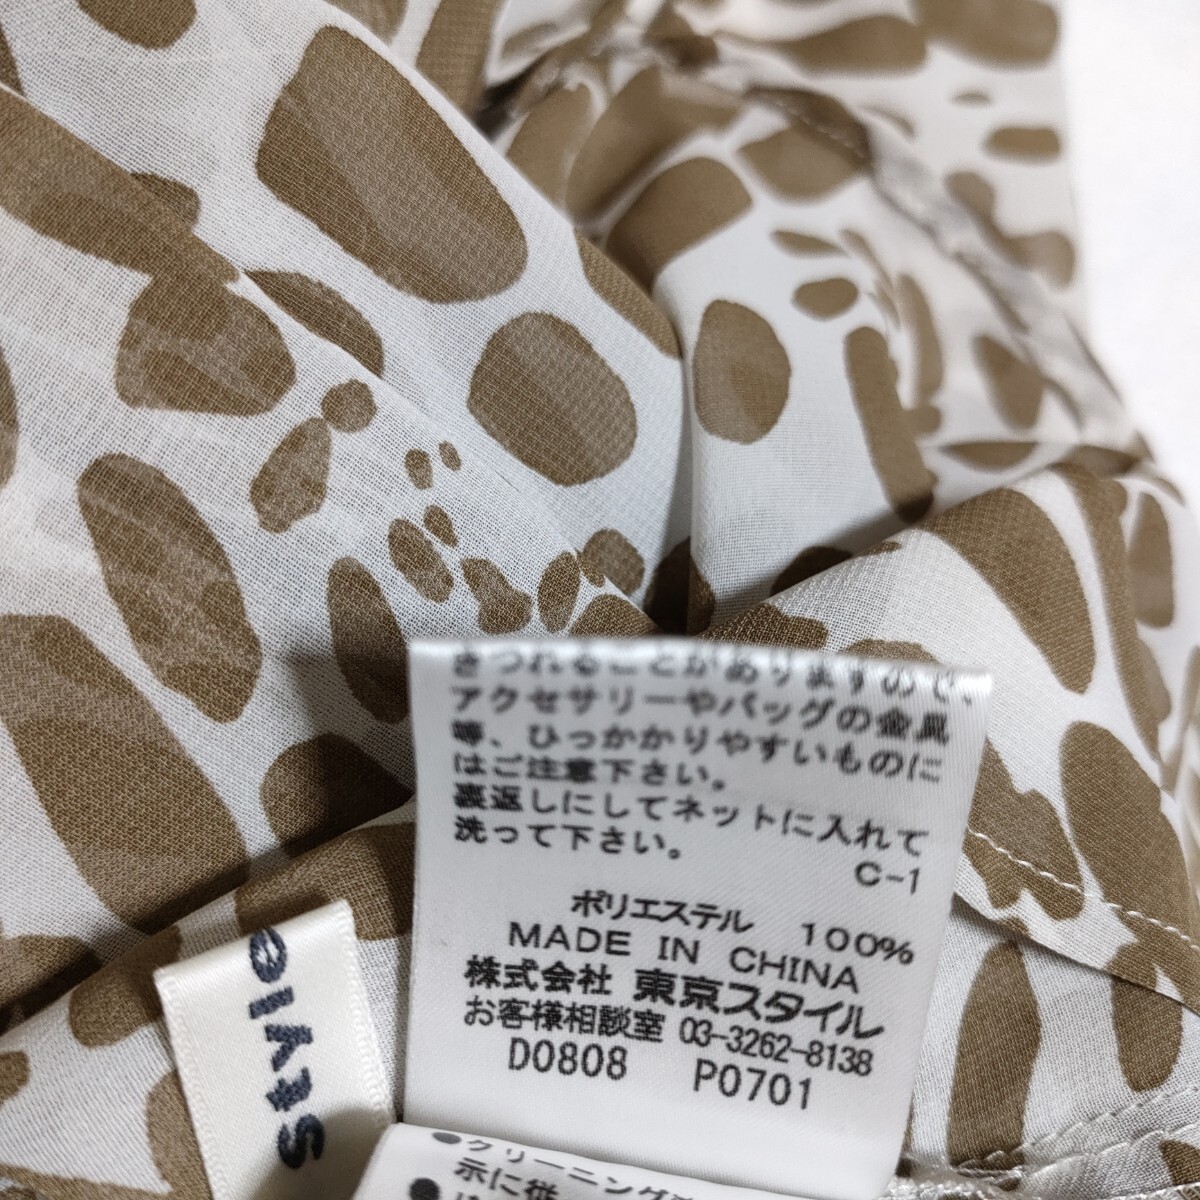 きつれることがありますので、
アクセサリーやバッグの金具
等、ひっかかりやすいものに
はご注意下さい。
裏返しにしてネットに入れて
洗って下さい。
C-1
ポリエステル 100%
MADE IN CHINA
株式会社 東京スタイル
お客様相談室 03-3262-8138
D0808 P0701
style
●クリーニング
示に従
●